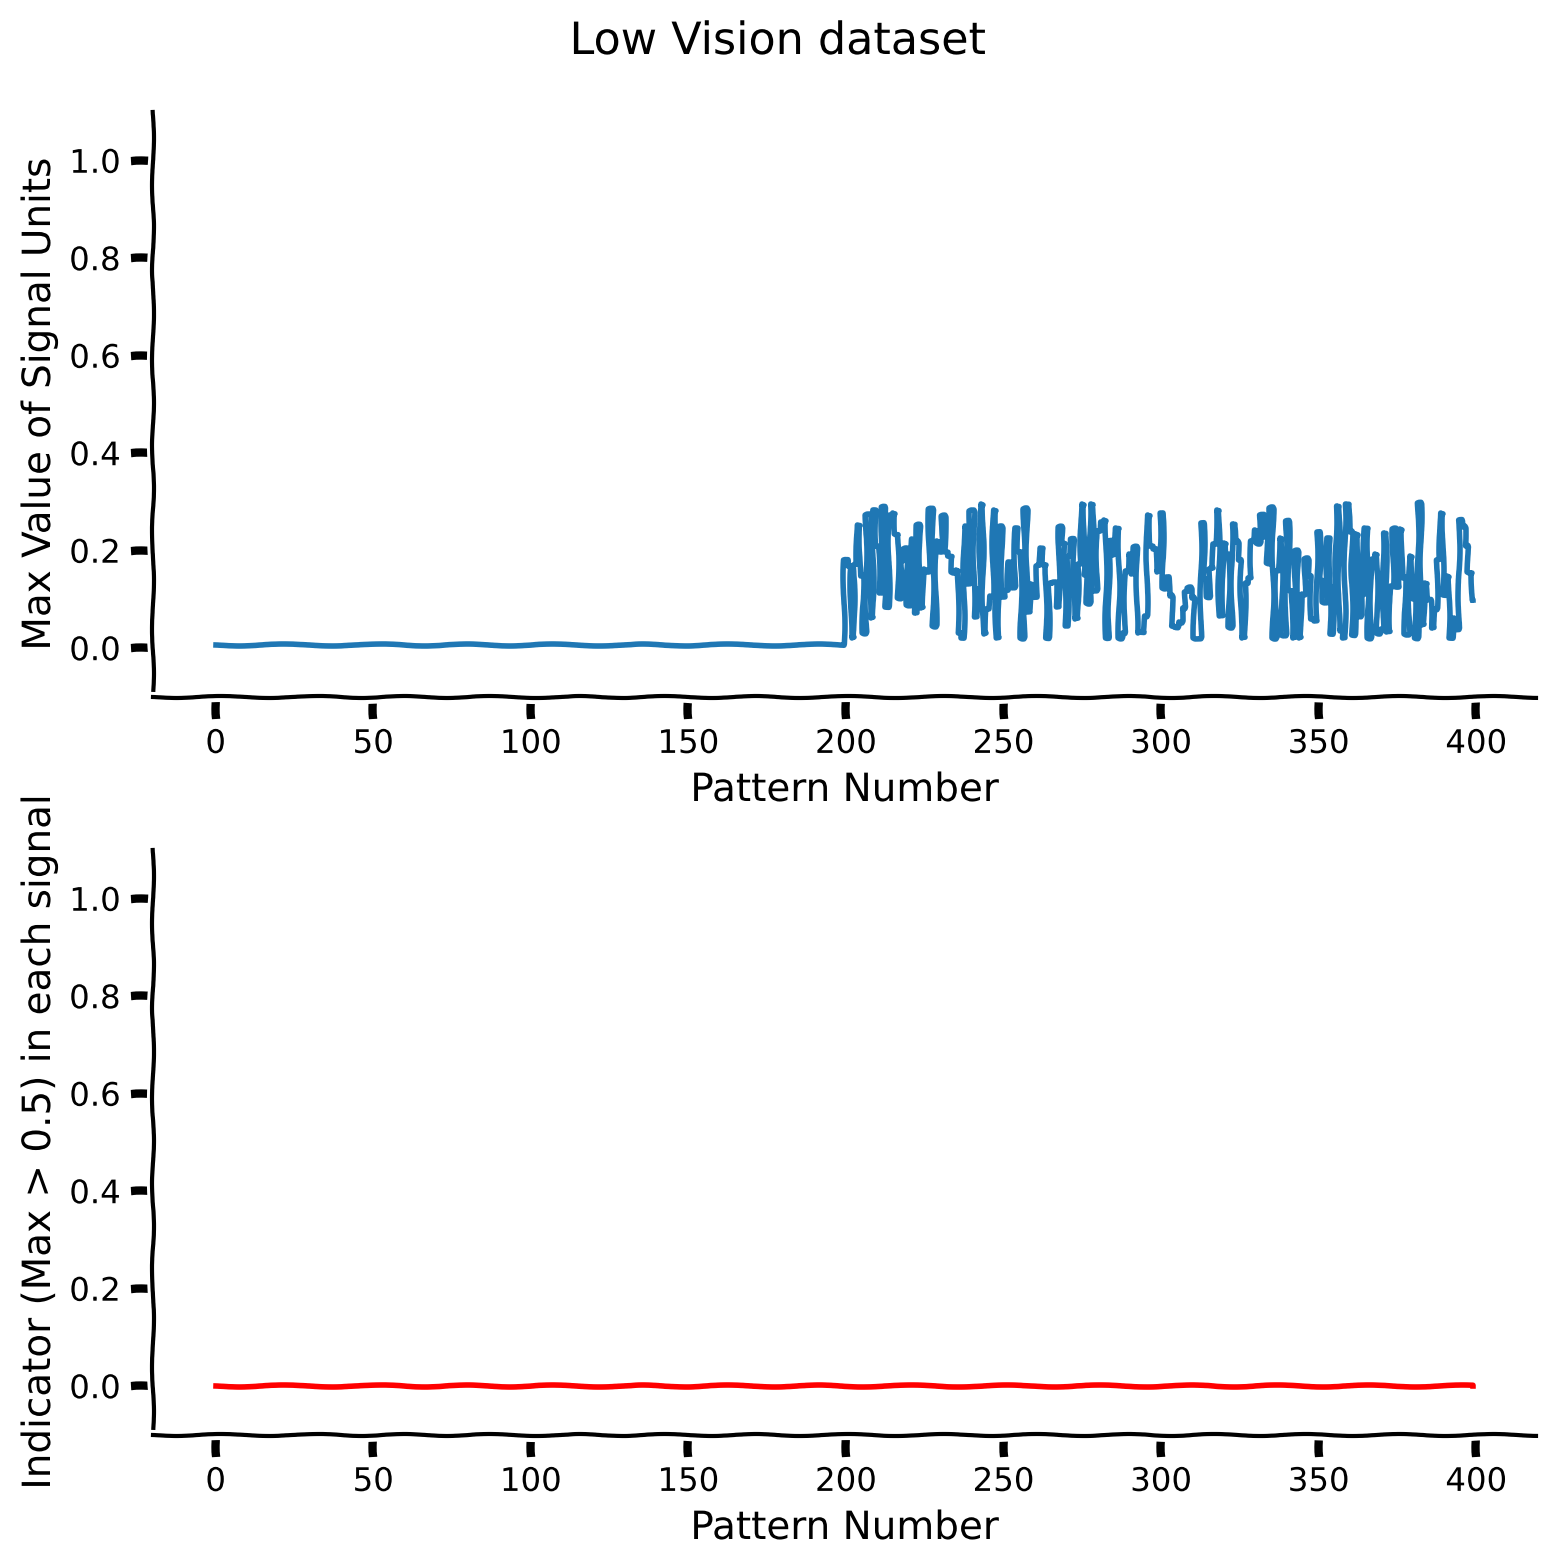 Low Vision dataset
Max Value of Signal Units
1.0
0.8
0.6
0.4
0.2
0.0
0 50 100 150 200 250 300 350 400
Pattern Number
Indicator (Max > 0.5) in each signal
1.0
0.8
0.6
0.4
0.2
0.0
0 50 100 150 200 250 300 350 400
Pattern Number